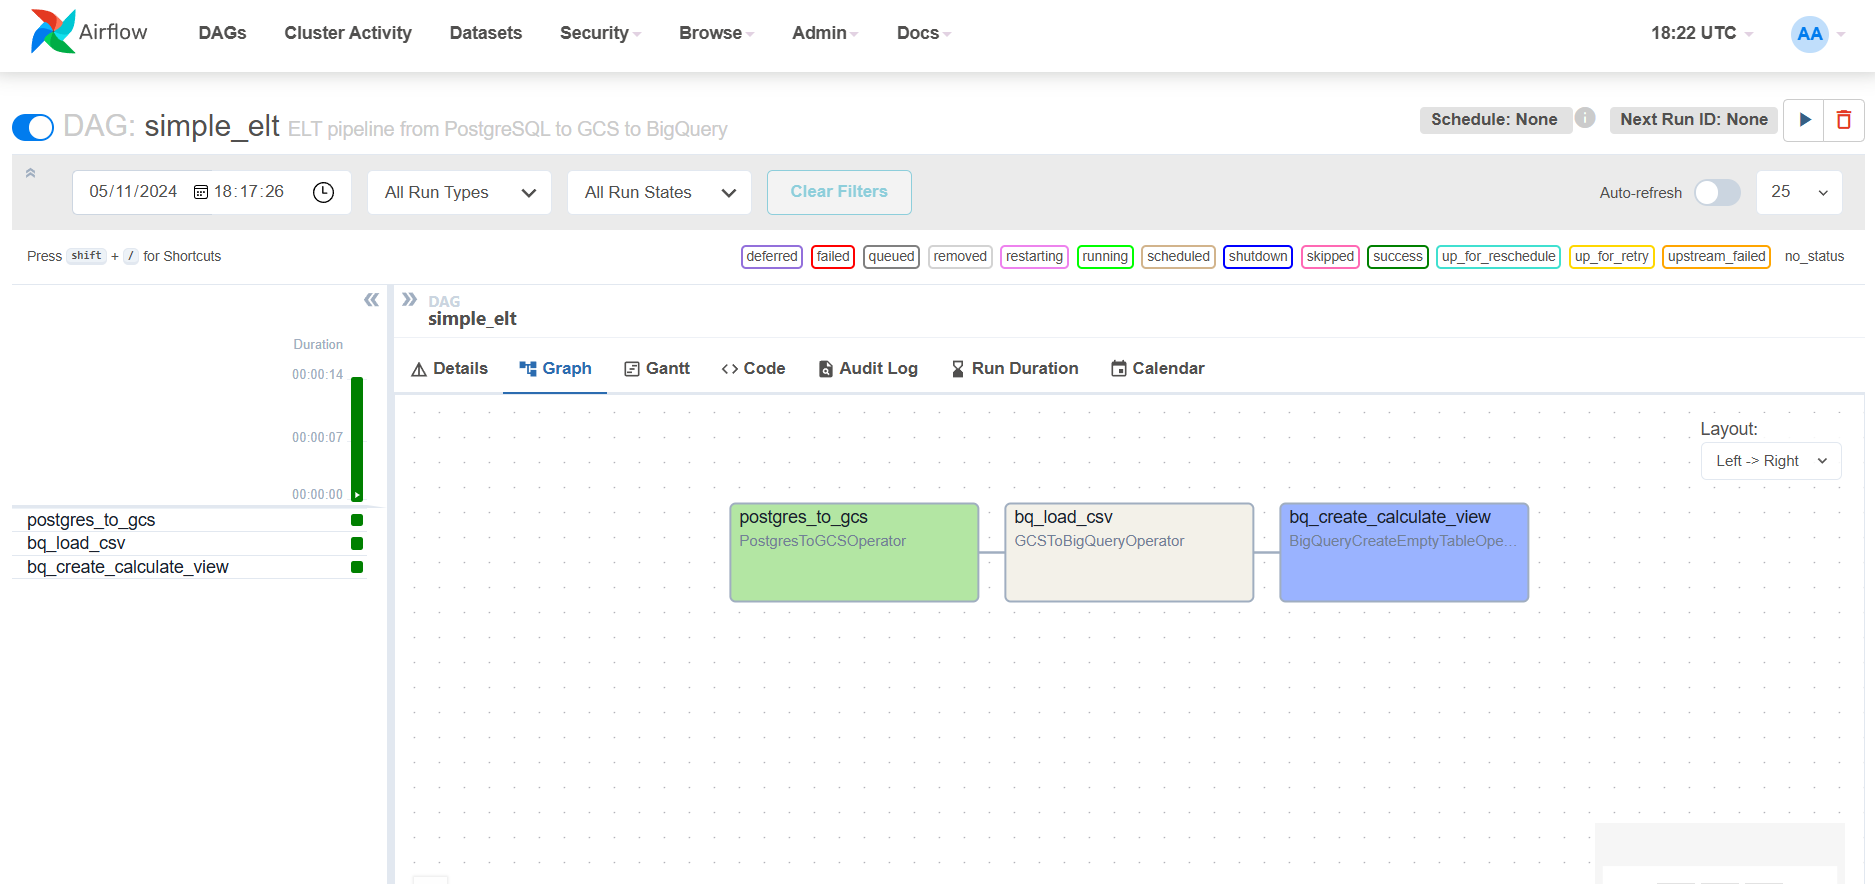 Airflow DAGs Cluster Activity Datasets Security Browse Admin Docs 18:22 UTC AA
DAG: simple_elt ELT pipeline from PostgreSQL to GCS to BigQuery Schedule: None i Next Run ID: None
05/11/2024 18:17:26 All Run Types All Run States Clear Filters Auto-refresh 25
Press shift + / for Shortcuts deferred failed queued removed restarting running scheduled shutdown skipped success up_for_reschedule up_for_retry upstream_failed no_status
DAG
simple_elt
Duration
00:00:14
00:00:07
00:00:00
postgres_to_gcs
bq_load_csv
bq_create_calculate_view
Details Graph Gantt Code Audit Log Run Duration Calendar
Layout:
Left -> Right
postgres_to_gcs
PostgresToGCSOperator
bq_load_csv
GCSToBigQueryOperator
bq_create_calculate_view
BigQueryCreateEmptyTableOpe...